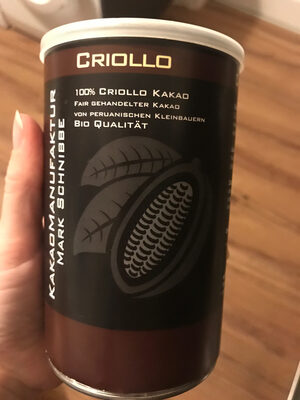 CRIOLLO
100% CRIOLLO KAKAO
FAIR GEHANDELTER KAKAO
VON PERUANISCHEN KLEINBAUERN
BIO QUALITÄT
KAKAOMANUFAKTUR
MARK SCHNIBBE